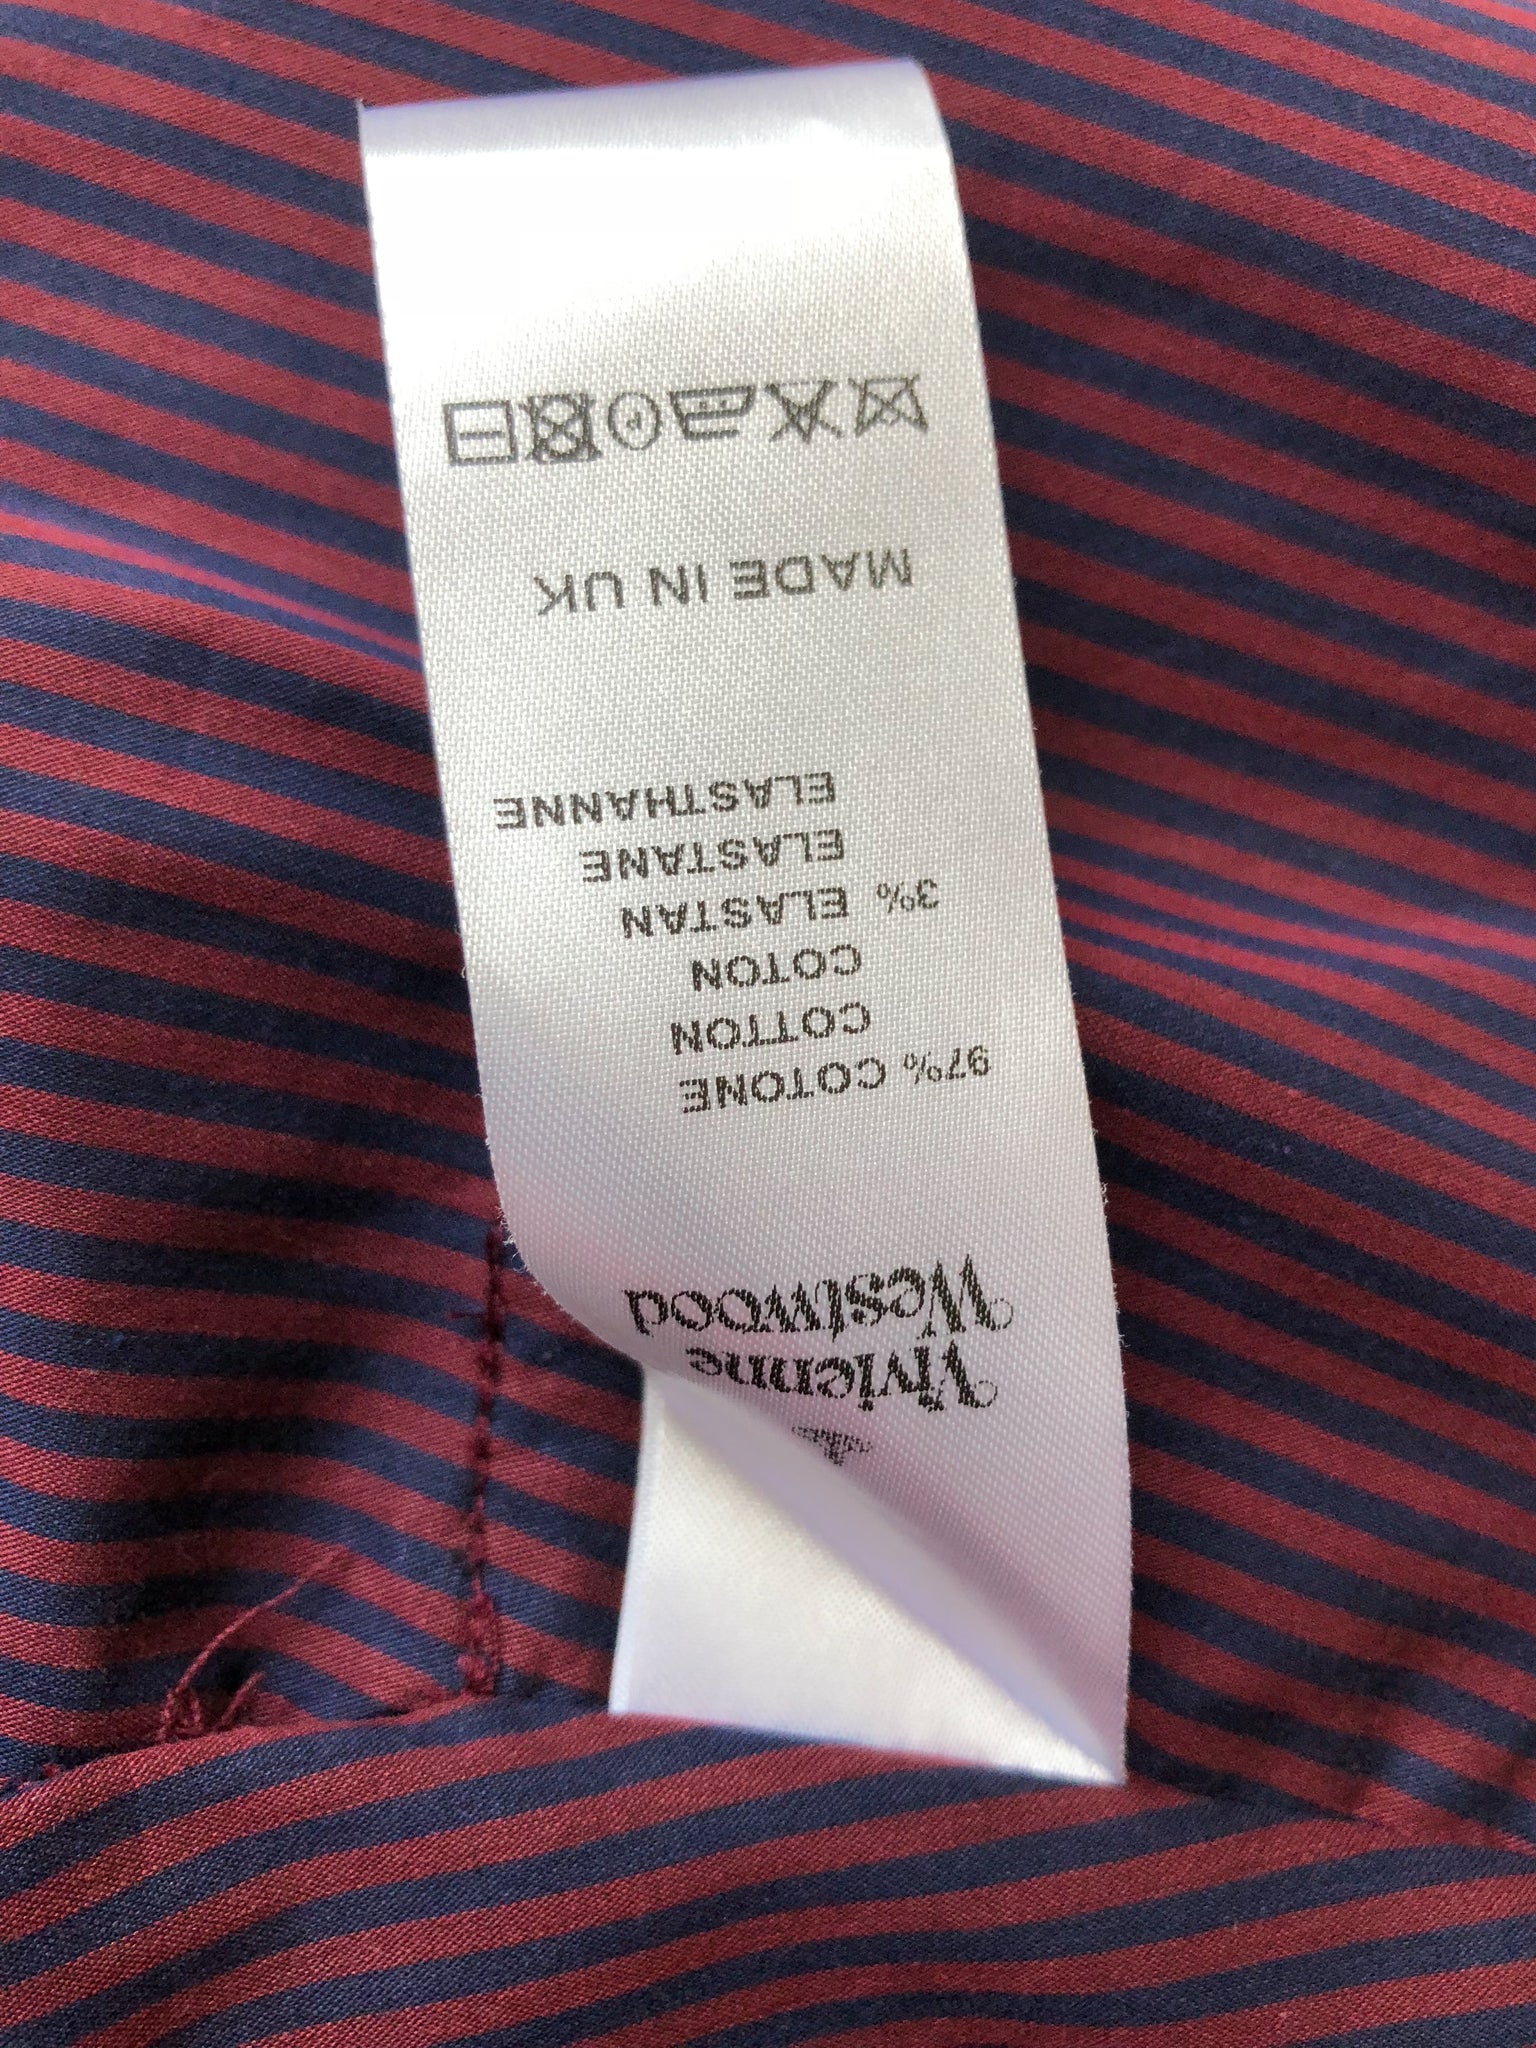 Vivienne
Westwood
97% COTONE
COTTON
COTON
3% ELASTAN
ELASTANE
ELASTHANNE
MADE IN UK
P